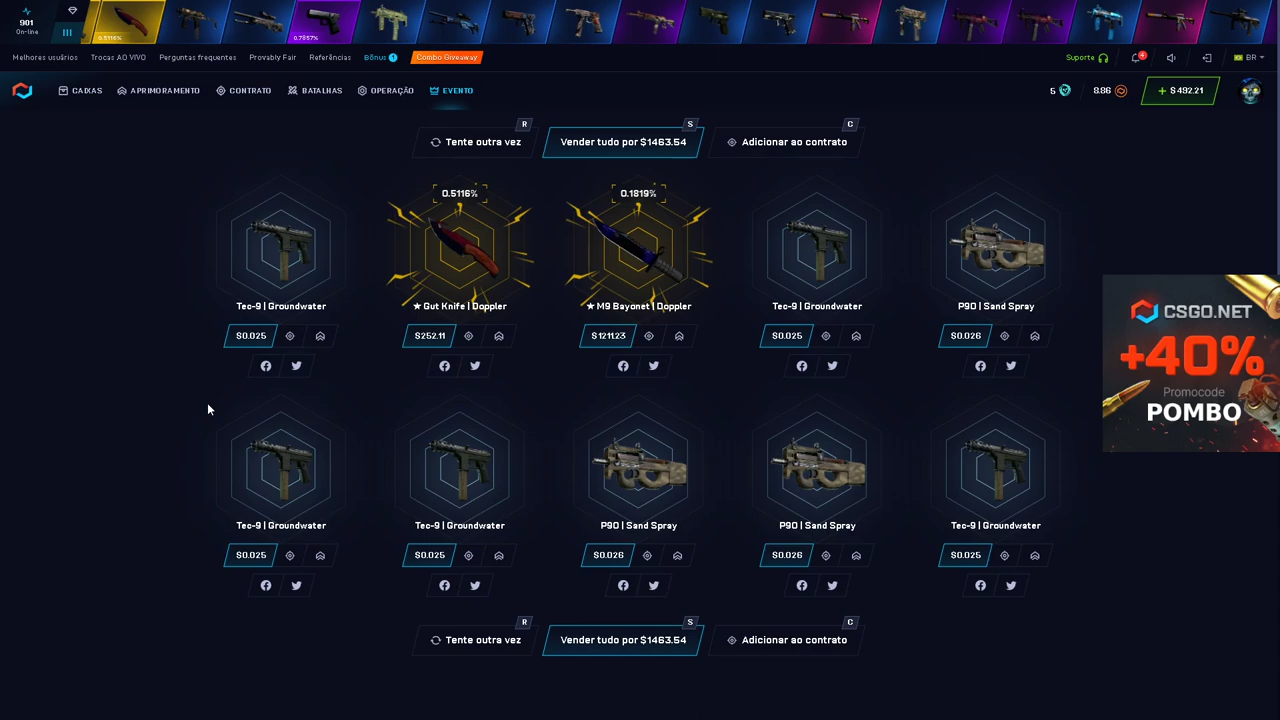 901
On-line
0.5116%
0.7857%
Melhores usuários Trocas AO VIVO Perguntas frequentes Provably Fair Referências Bônus Combo Giveaway Suporte 4 BR
CAIXAS APRIMORAMENTO CONTRATO BATALHAS OPERAÇÃO EVENTO 5 8.86 + $ 492.21
R S C
Tente outra vez Vender tudo por $1463.54 Adicionar ao contrato
0.5116% 0.1819%
Tec-9 | Groundwater ★ Gut Knife | Doppler ★ M9 Bayonet | Doppler Tec-9 | Groundwater P90 | Sand Spray
$0.025 $252.11 $1211.23 $0.025 $0.026
CSGO.NET
+40%
Promocode
POMBO
Tec-9 | Groundwater Tec-9 | Groundwater P90 | Sand Spray P90 | Sand Spray Tec-9 | Groundwater
$0.025 $0.025 $0.026 $0.026 $0.025
R S C
Tente outra vez Vender tudo por $1463.54 Adicionar ao contrato